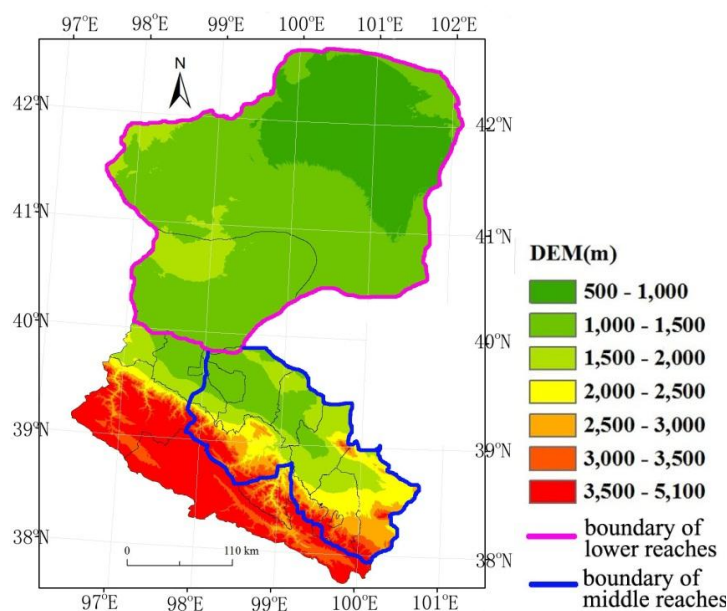 97°E 98°E 99°E 100°E 101°E 102°E
N
42°N
42°N
41°N
41°N
40°N
40°N
39°N
39°N
38°N
38°N
0 110 km
97°E 98°E 99°E 100°E 101°E
DEM(m)
500 - 1,000
1,000 - 1,500
1,500 - 2,000
2,000 - 2,500
2,500 - 3,000
3,000 - 3,500
3,500 - 5,100
boundary of
lower reaches
boundary of
middle reaches